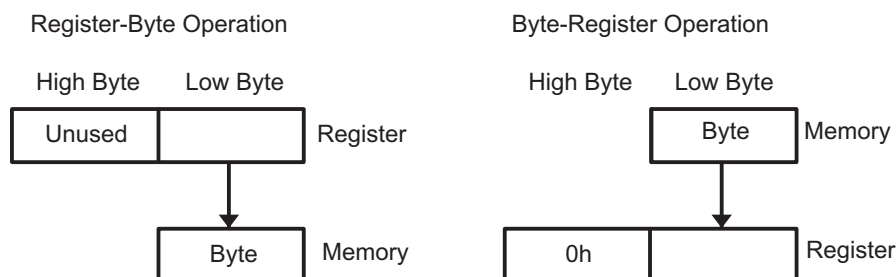 Register-Byte Operation
High Byte Low Byte
Unused Register
Byte Memory
Byte-Register Operation
High Byte Low Byte
Byte Memory
0h Register